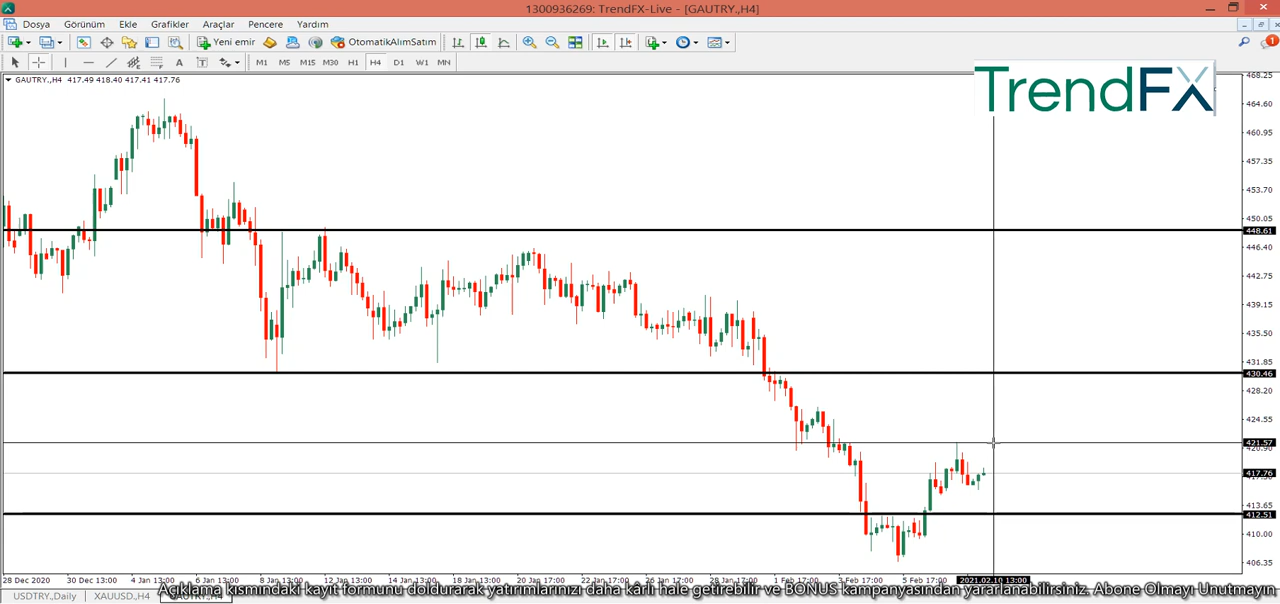 1300936269: TrendFX-Live - [GAUTRY.,H4]
Dosya Görünüm Ekle Grafikler Araçlar Pencere Yardım
Yeni emir OtomatikAlımSatım
A T M1 M5 M15 M30 H1 H4 D1 W1 MN
GAUTRY.,H4 417.49 418.40 417.41 417.76
TrendFX
468.25
464.60
460.95
457.35
453.70
450.05
448.61
446.40
442.75
439.15
435.50
431.85
430.46
428.20
424.55
421.57
420.90
417.76
413.65
412.51
410.00
406.35
28 Dec 2020 30 Dec 13:00 4 Jan 13:00 6 Jan 13:00 8 Jan 13:00 12 Jan 13:00 14 Jan 13:00 18 Jan 13:00 20 Jan 17:00 22 Jan 17:00 26 Jan 17:00 28 Jan 17:00 1 Feb 17:00 3 Feb 17:00 5 Feb 17:00 2021.02.10 13:00
Açıklama kısmındaki kayıt formunu doldurarak yatırımlarınızı daha kârlı hale getirebilir ve BONUS kampanyasından yararlanabilirsiniz. Abone Olmayı Unutmayın
USDTRY.,Daily XAUUSD.,H4 GAUTRY.,H4